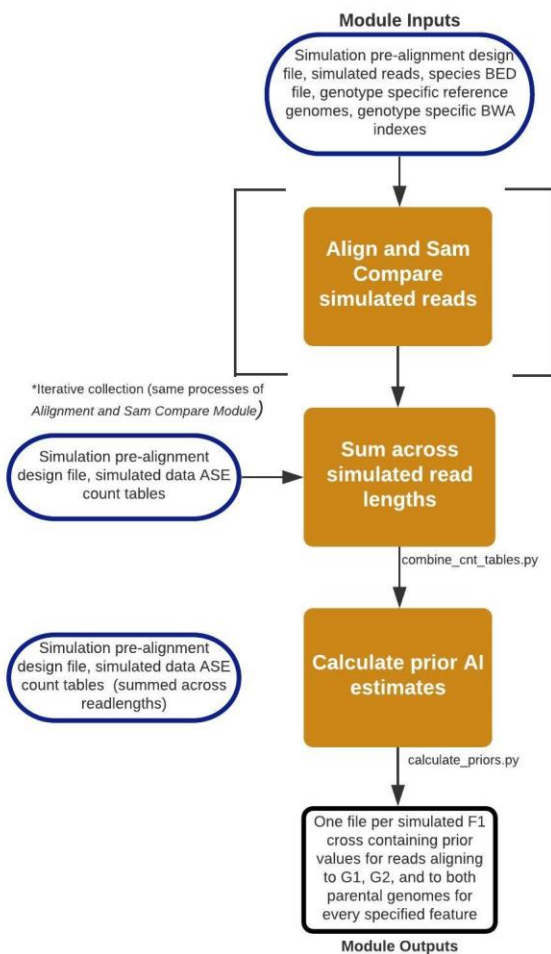 Module Inputs
Simulation pre-alignment design
file, simulated reads, species BED
file, genotype specific reference
genomes, genotype specific BWA
indexes
Align and Sam
Compare
simulated reads
*Iterative collection (same processes of
Alilgnment and Sam Compare Module)
Simulation pre-alignment
design file, simulated data ASE
count tables
Sum across
simulated read
lengths
combine_cnt_tables.py
Simulation pre-alignment
design file, simulated data ASE
count tables (summed across
readlengths)
Calculate prior AI
estimates
calculate_priors.py
One file per simulated F1
cross containing prior
values for reads aligning
to G1, G2, and to both
parental genomes for
every specified feature
Module Outputs